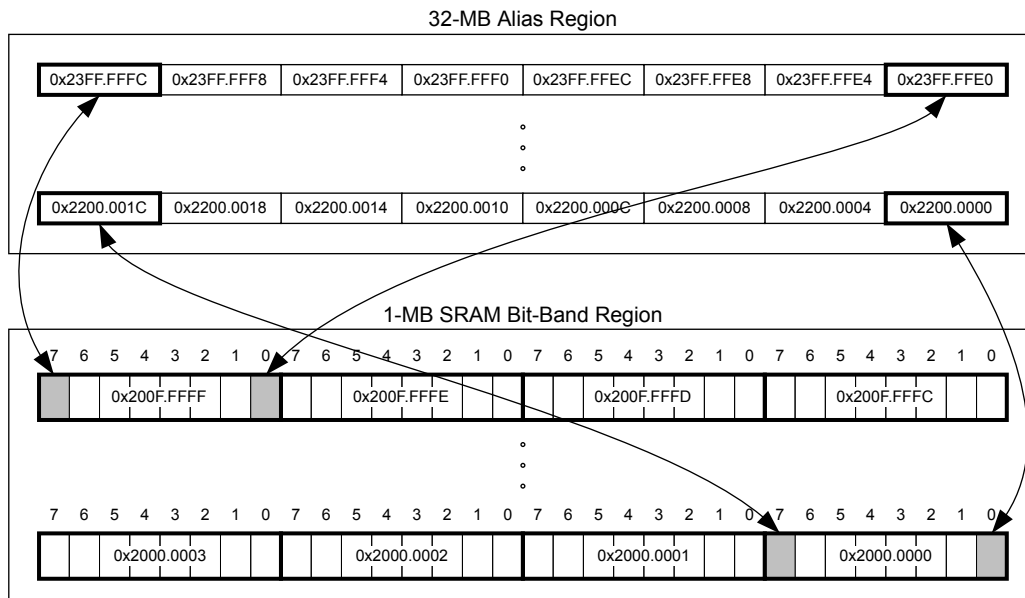 32-MB Alias Region
0x23FF.FFFC 0x23FF.FFF8 0x23FF.FFF4 0x23FF.FFF0 0x23FF.FFEC 0x23FF.FFE8 0x23FF.FFE4 0x23FF.FFE0
0x2200.001C 0x2200.0018 0x2200.0014 0x2200.0010 0x2200.000C 0x2200.0008 0x2200.0004 0x2200.0000
1-MB SRAM Bit-Band Region
7 6 5 4 3 2 1 0 7 6 5 4 3 2 1 0 7 6 5 4 3 2 1 0 7 6 5 4 3 2 1 0
0x200F.FFFF 0x200F.FFFE 0x200F.FFFD 0x200F.FFFC
7 6 5 4 3 2 1 0 7 6 5 4 3 2 1 0 7 6 5 4 3 2 1 0 7 6 5 4 3 2 1 0
0x2000.0003 0x2000.0002 0x2000.0001 0x2000.0000